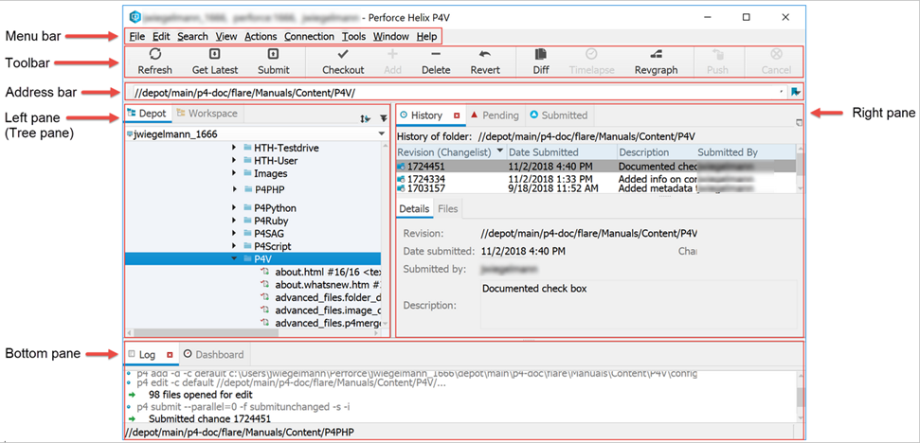 - Perforce Helix P4V
Menu bar
File Edit Search View Actions Connection Tools Window Help
Toolbar
Refresh Get Latest Submit Checkout Add Delete Revert Diff Timelapse Revgraph Push Cancel
Address bar
//depot/main/p4-doc/flare/Manuals/Content/P4V/
Left pane
(Tree pane)
Depot Workspace
jwiegelmann_1666
HTH-Testdrive
HTH-User
Images
P4PHP
P4Python
P4Ruby
P4SAG
P4Script
P4V
about.html #16/16 <te
about.whatsnew.htm #
advanced_files.folder_d
advanced_files.image_c
advanced_files.p4merge
Right pane
History Pending Submitted
History of folder: //depot/main/p4-doc/flare/Manuals/Content/P4V
Revision (Changelist) Date Submitted Description Submitted By
1724451 11/2/2018 4:40 PM Documented chec
1724334 11/2/2018 1:33 PM Added info on cor
1703157 9/18/2018 11:52 AM Added metadata
Details Files
Revision: //depot/main/p4-doc/flare/Manuals/Content/P4V
Date submitted: 11/2/2018 4:40 PM Chan
Submitted by:
Description: Documented check box
Bottom pane
Log Dashboard
p4 add -d -c default c:\Users\jwiegelmann\Perforce\jwiegelmann_1666\depot\main\p4-doc\flare\Manuals\Content\P4V\config
p4 edit -c default //depot/main/p4-doc/flare/Manuals/Content/P4V/...
98 files opened for edit
p4 submit --parallel=0 -f submitunchanged -s -i
Submitted change 1724451
//depot/main/p4-doc/flare/Manuals/Content/P4PHP